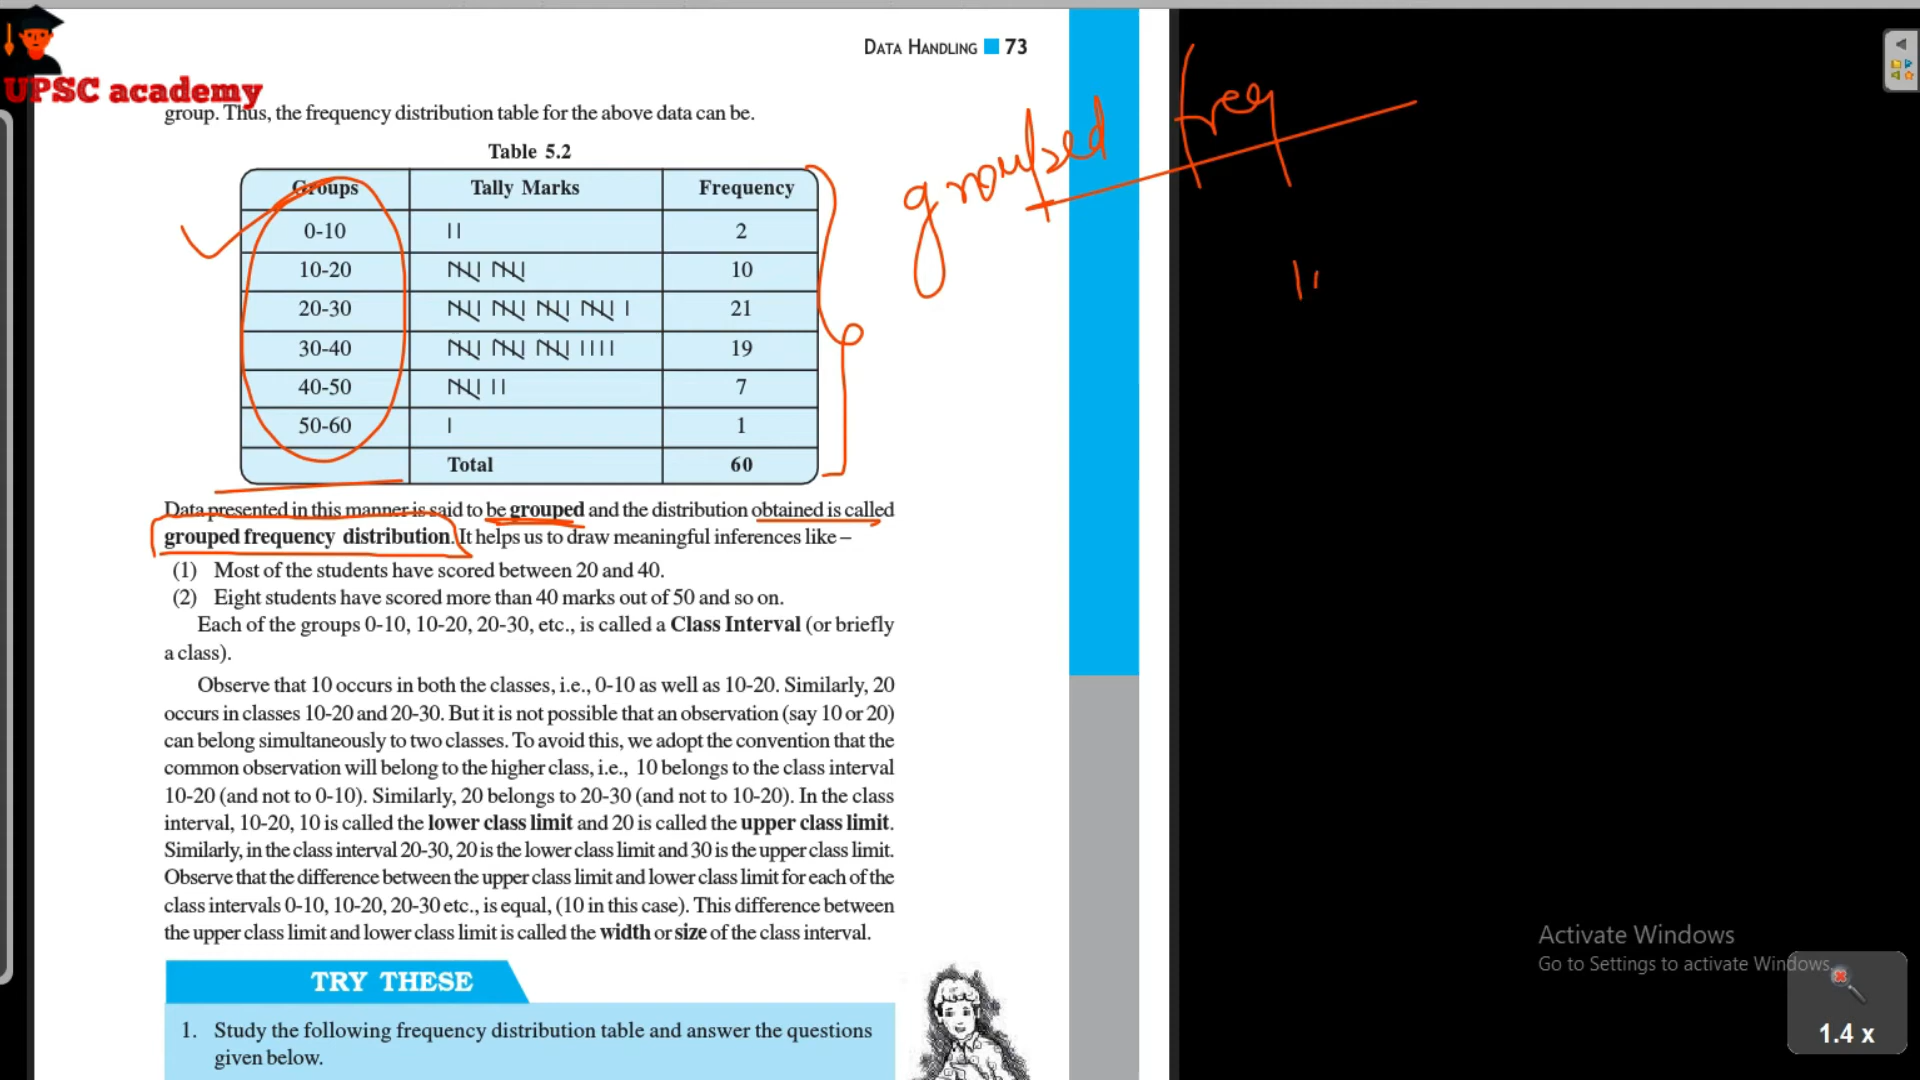 DATA HANDLING 73
UPSC academy
group. Thus, the frequency distribution table for the above data can be.
Table 5.2
Groups Tally Marks Frequency
0-10 2
10-20 10
20-30 21
30-40 19
40-50 7
50-60 1
Total 60
grouped freq
Data presented in this manner is said to be grouped and the distribution obtained is called
grouped frequency distribution. It helps us to draw meaningful inferences like –
(1) Most of the students have scored between 20 and 40.
(2) Eight students have scored more than 40 marks out of 50 and so on.
Each of the groups 0-10, 10-20, 20-30, etc., is called a Class Interval (or briefly
a class).
Observe that 10 occurs in both the classes, i.e., 0-10 as well as 10-20. Similarly, 20
occurs in classes 10-20 and 20-30. But it is not possible that an observation (say 10 or 20)
can belong simultaneously to two classes. To avoid this, we adopt the convention that the
common observation will belong to the higher class, i.e., 10 belongs to the class interval
10-20 (and not to 0-10). Similarly, 20 belongs to 20-30 (and not to 10-20). In the class
interval, 10-20, 10 is called the lower class limit and 20 is called the upper class limit.
Similarly, in the class interval 20-30, 20 is the lower class limit and 30 is the upper class limit.
Observe that the difference between the upper class limit and lower class limit for each of the
class intervals 0-10, 10-20, 20-30 etc., is equal, (10 in this case). This difference between
the upper class limit and lower class limit is called the width or size of the class interval.
TRY THESE
1. Study the following frequency distribution table and answer the questions
given below.
Activate Windows
Go to Settings to activate Windows.
1.4 x